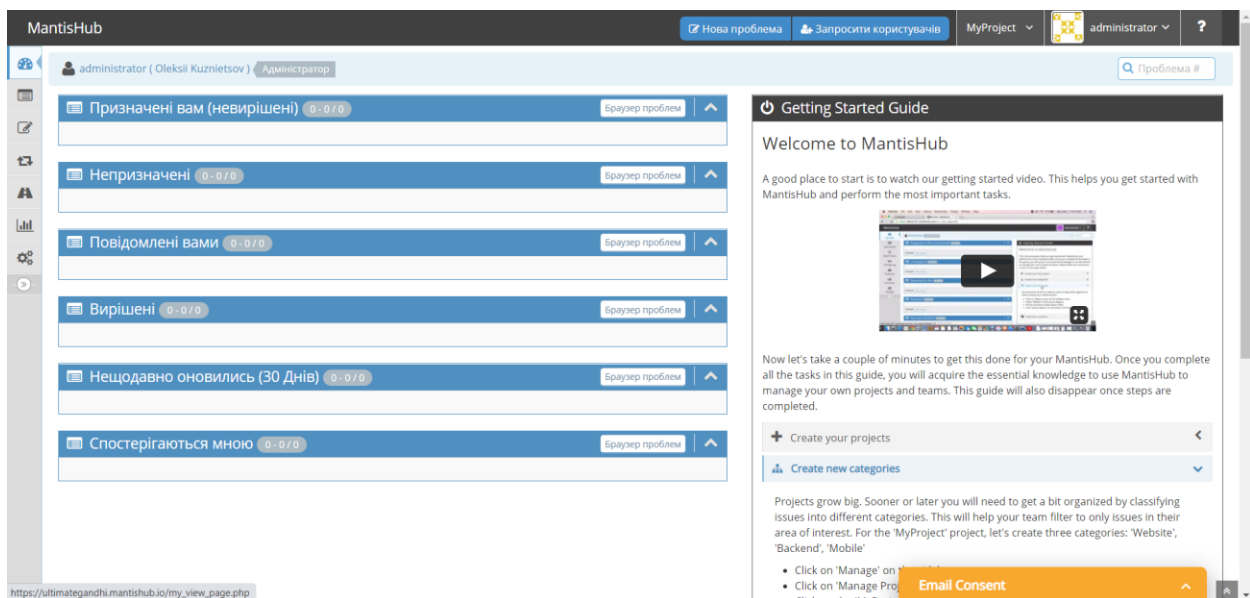 MantisHub
Нова проблема
Запросити користувачів
MyProject
administrator
?
administrator ( Oleksii Kuznietsov ) Адміністратор
Проблема #
Призначені вам (невирішені) 0 - 0 / 0
Браузер проблем
Непризначені 0 - 0 / 0
Браузер проблем
Повідомлені вами 0 - 0 / 0
Браузер проблем
Вирішені 0 - 0 / 0
Браузер проблем
Нещодавно оновились (30 Днів) 0 - 0 / 0
Браузер проблем
Спостерігаються мною 0 - 0 / 0
Браузер проблем
Getting Started Guide
Welcome to MantisHub
A good place to start is to watch our getting started video. This helps you get started with
MantisHub and perform the most important tasks.
Now let's take a couple of minutes to get this done for your MantisHub. Once you complete
all the tasks in this guide, you will acquire the essential knowledge to use MantisHub to
manage your own projects and teams. This guide will also disappear once steps are
completed.
Create your projects
Create new categories
Projects grow big. Sooner or later you will need to get a bit organized by classifying
issues into different categories. This will help your team filter to only issues in their
area of interest. For the 'MyProject' project, let's create three categories: 'Website',
'Backend', 'Mobile'
• Click on 'Manage' on
• Click on 'Manage Proj
Email Consent
https://ultimategandhi.mantishub.io/my_view_page.php